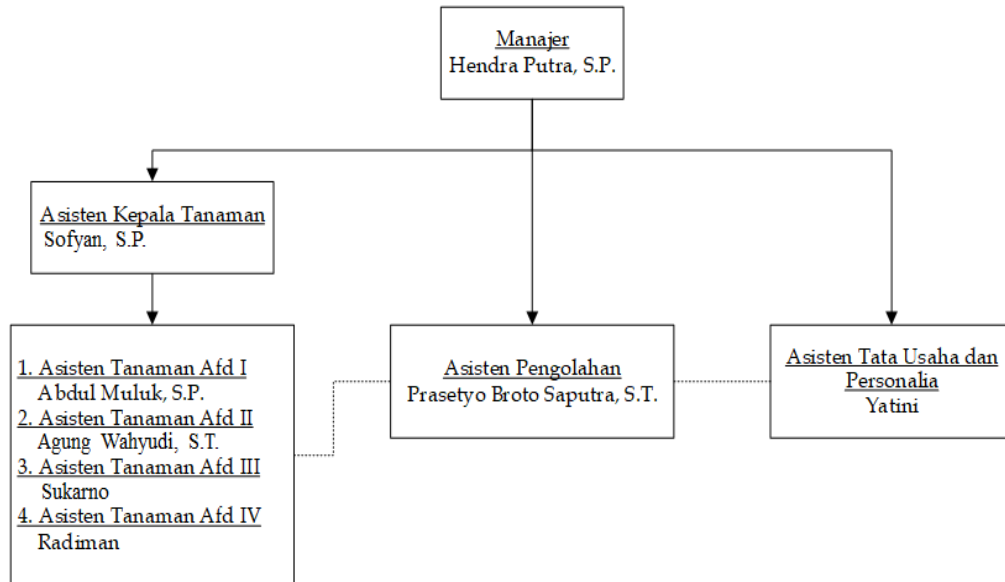 Manajer
Hendra Putra, S.P.
Asisten Kepala Tanaman
Sofyan, S.P.
1. Asisten Tanaman Afd I
Abdul Muluk, S.P.
2. Asisten Tanaman Afd II
Agung Wahyudi, S.T.
3. Asisten Tanaman Afd III
Sukarno
4. Asisten Tanaman Afd IV
Radiman
Asisten Pengolahan
Prasetyo Broto Saputra, S.T.
Asisten Tata Usaha dan
Personalia
Yatini